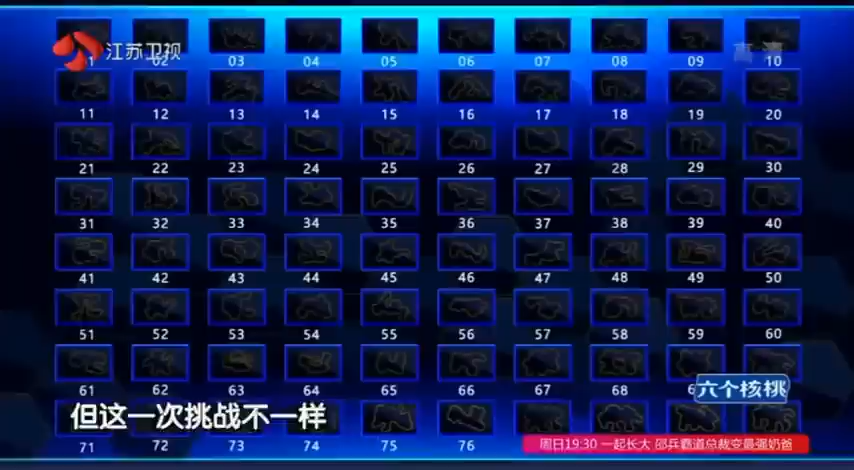 江苏卫视
高清
02 03 04 05 06 07 08 09 10
11 12 13 14 15 16 17 18 19 20
21 22 23 24 25 26 27 28 29 30
31 32 33 34 35 36 37 38 39 40
41 42 43 44 45 46 47 48 49 50
51 52 53 54 55 56 57 58 59 60
61 62 63 64 65 66 67 68
六个核桃
但这一次挑战不一样
71 72 73 74 75 76
周日19:30 一起长大 邵兵霸道总裁变最强奶爸